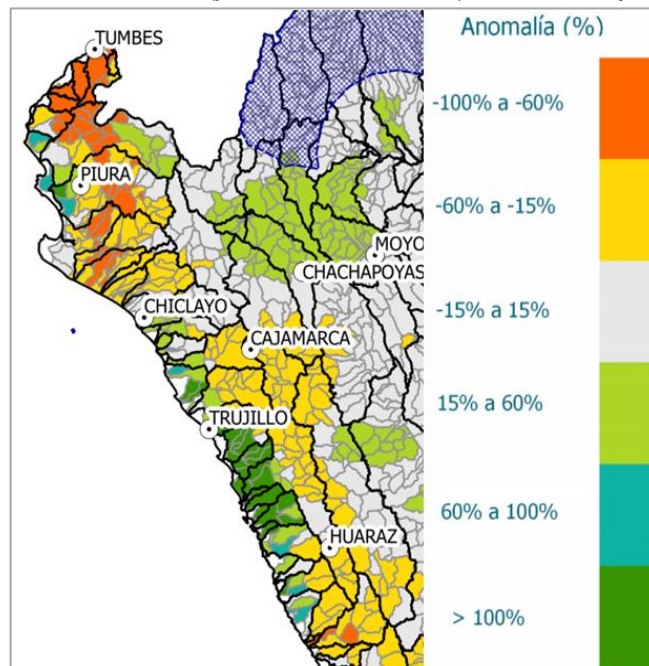 TUMBES
PIURA
MOYO
CHACHAPOYAS
CHICLAYO
CAJAMARCA
TRUJILLO
HUARAZ
Anomalía (%)
-100% a -60%
-60% a -15%
-15% a 15%
15% a 60%
60% a 100%
> 100%